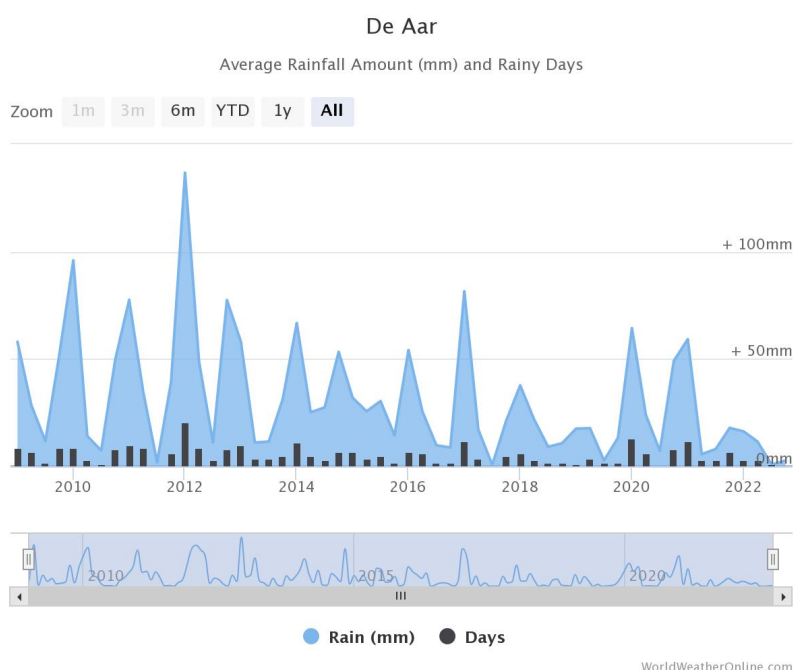 De Aar
Average Rainfall Amount (mm) and Rainy Days
Zoom 1m 3m 6m YTD 1y All
+ 100mm
+ 50mm
0mm
2010 2012 2014 2016 2018 2020 2022
2010 2015 2020
Rain (mm) Days
WorldWeatherOnline.com